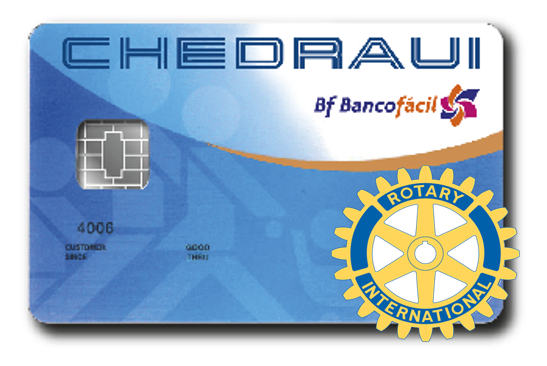 CHEDRAUI
Bf Bancofácil
4006
CUSTOMER
SINCE
GOOD
THRU
ROTARY
INTERNATIONAL